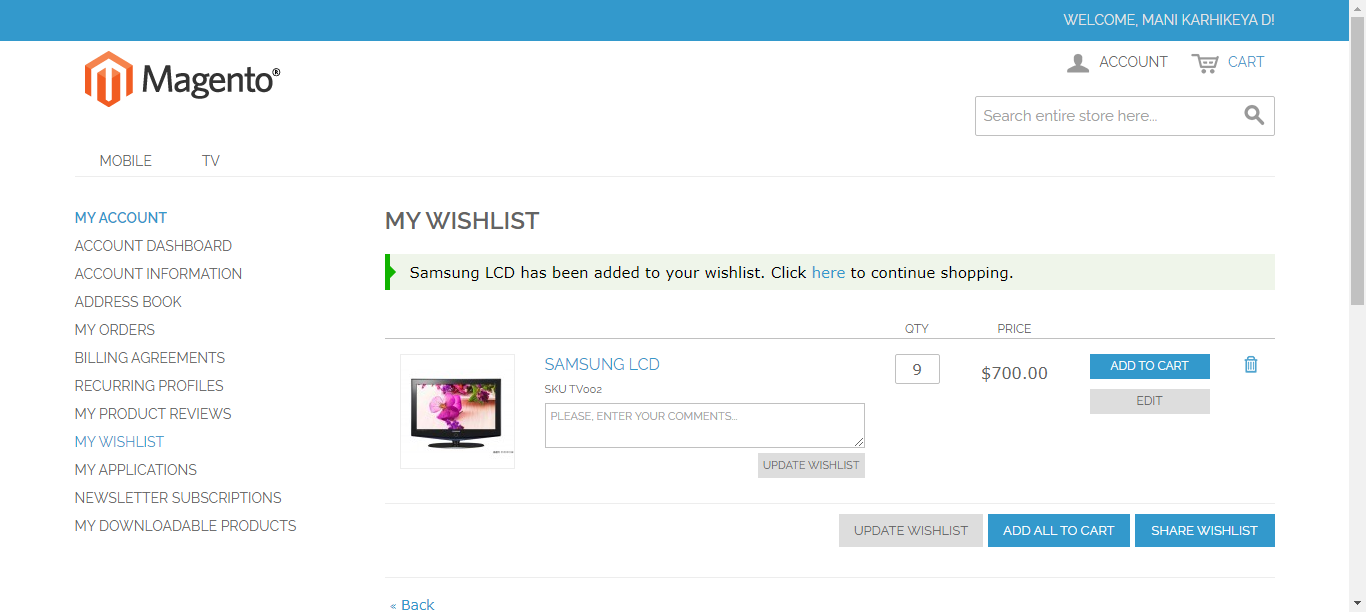 WELCOME, MANI KARHIKEYA D!
Magento®
ACCOUNT
CART
Search entire store here...
MOBILE
TV
MY ACCOUNT
ACCOUNT DASHBOARD
ACCOUNT INFORMATION
ADDRESS BOOK
MY ORDERS
BILLING AGREEMENTS
RECURRING PROFILES
MY PRODUCT REVIEWS
MY WISHLIST
MY APPLICATIONS
NEWSLETTER SUBSCRIPTIONS
MY DOWNLOADABLE PRODUCTS
MY WISHLIST
Samsung LCD has been added to your wishlist. Click here to continue shopping.
QTY PRICE
SAMSUNG LCD
SKU TV002
PLEASE, ENTER YOUR COMMENTS...
UPDATE WISHLIST
9
$700.00
ADD TO CART
EDIT
UPDATE WISHLIST
ADD ALL TO CART
SHARE WISHLIST
« Back